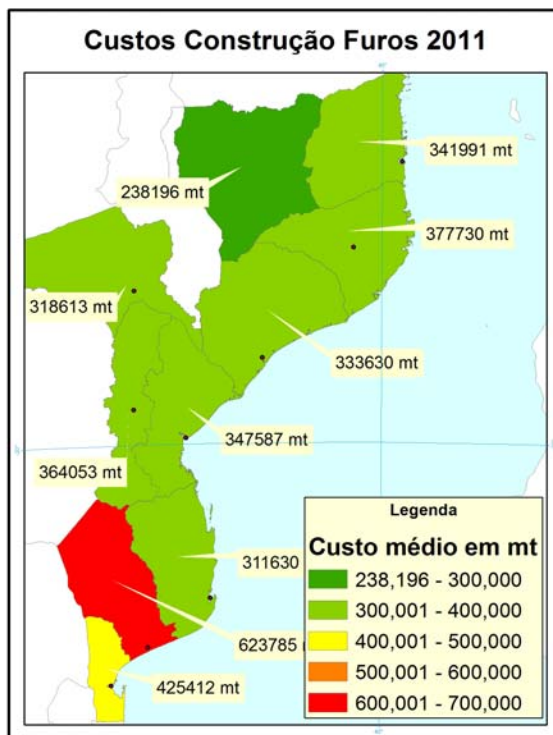 Custos Construção Furos 2011
341991 mt
238196 mt
377730 mt
318613 mt
333630 mt
347587 mt
364053 mt
311630
623785
425412 mt
Legenda
Custo médio em mt
238,196 - 300,000
300,001 - 400,000
400,001 - 500,000
500,001 - 600,000
600,001 - 700,000